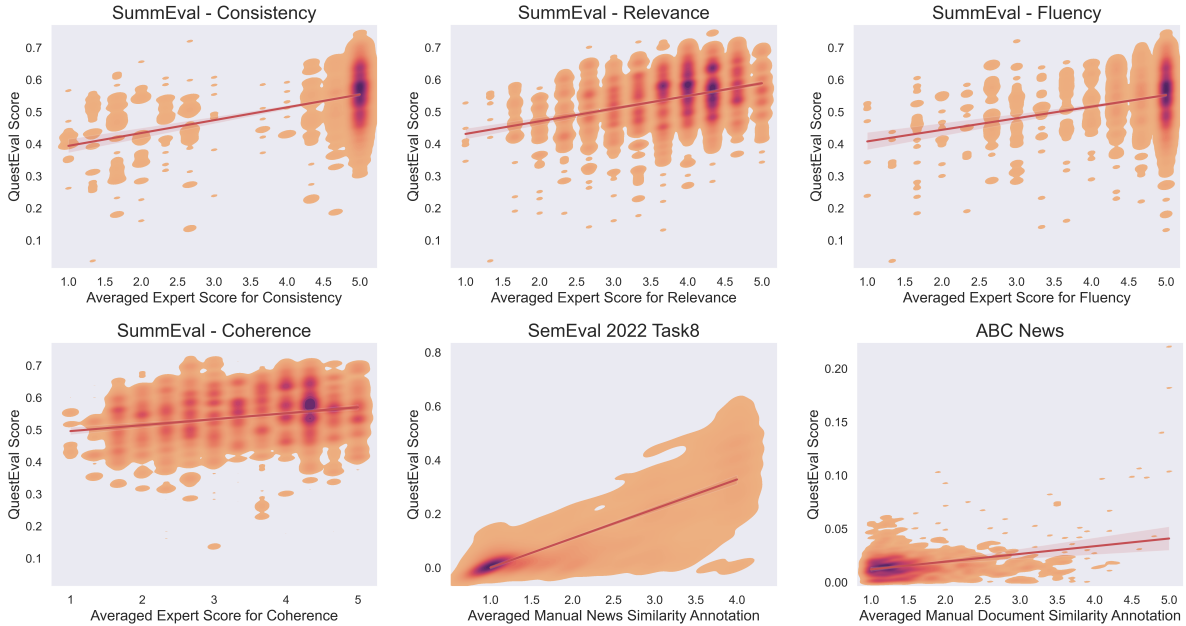 SummEval - Consistency
QuestEval Score
0.7
0.6
0.5
0.4
0.3
0.2
0.1
1.0 1.5 2.0 2.5 3.0 3.5 4.0 4.5 5.0
Averaged Expert Score for Consistency
SummEval - Relevance
QuestEval Score
0.7
0.6
0.5
0.4
0.3
0.2
0.1
1.0 1.5 2.0 2.5 3.0 3.5 4.0 4.5 5.0
Averaged Expert Score for Relevance
SummEval - Fluency
QuestEval Score
0.7
0.6
0.5
0.4
0.3
0.2
0.1
1.0 1.5 2.0 2.5 3.0 3.5 4.0 4.5 5.0
Averaged Expert Score for Fluency
SummEval - Coherence
QuestEval Score
0.7
0.6
0.5
0.4
0.3
0.2
0.1
1 2 3 4 5
Averaged Expert Score for Coherence
SemEval 2022 Task8
QuestEval Score
0.8
0.6
0.4
0.2
0.0
1.0 1.5 2.0 2.5 3.0 3.5 4.0
Averaged Manual News Similarity Annotation
ABC News
QuestEval Score
0.20
0.15
0.10
0.05
0.00
1.0 1.5 2.0 2.5 3.0 3.5 4.0 4.5 5.0
Averaged Manual Document Similarity Annotation